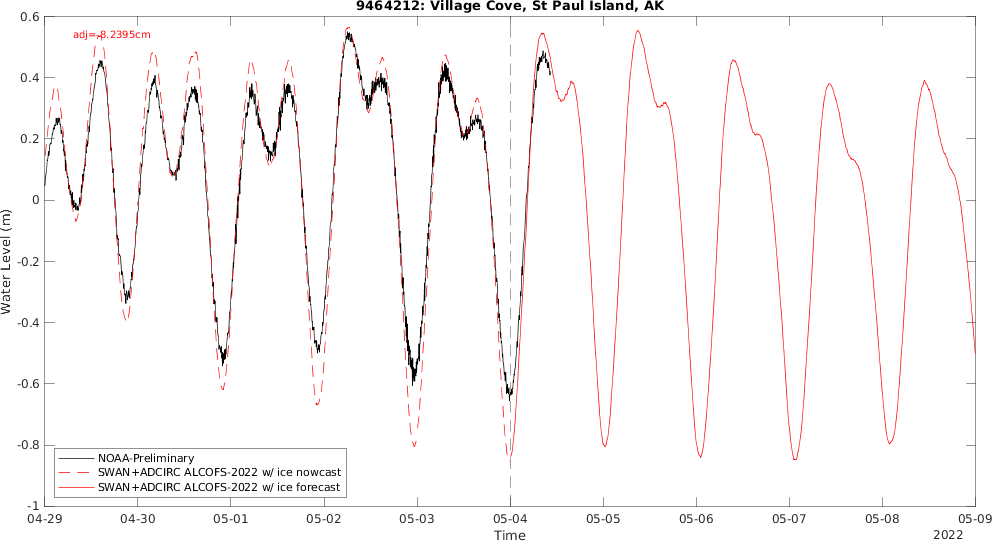 9464212: Village Cove, St Paul Island, AK
adj=-8.2395cm
0.6
0.4
0.2
0
-0.2
-0.4
-0.6
-0.8
-1
Water Level (m)
NOAA-Preliminary
SWAN+ADCIRC ALCOFS-2022 w/ ice nowcast
SWAN+ADCIRC ALCOFS-2022 w/ ice forecast
04-29 04-30 05-01 05-02 05-03 05-04 05-05 05-06 05-07 05-08 05-09
Time
2022